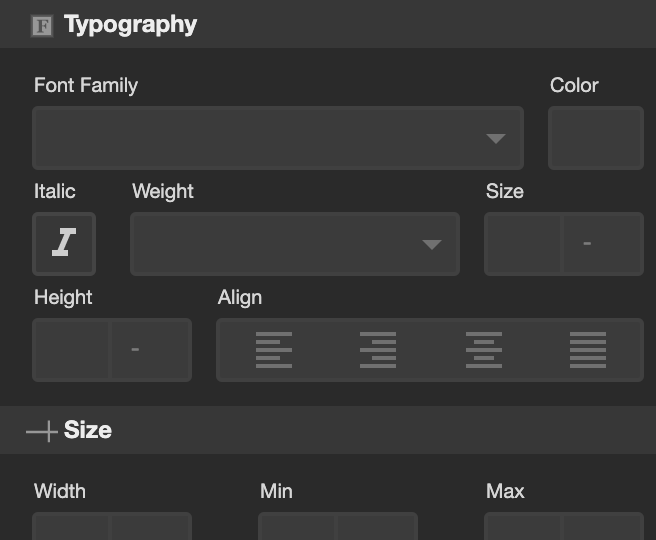 F Typography
Font Family Color
Italic Weight Size
I -
Height Align
-
Size
Width Min Max